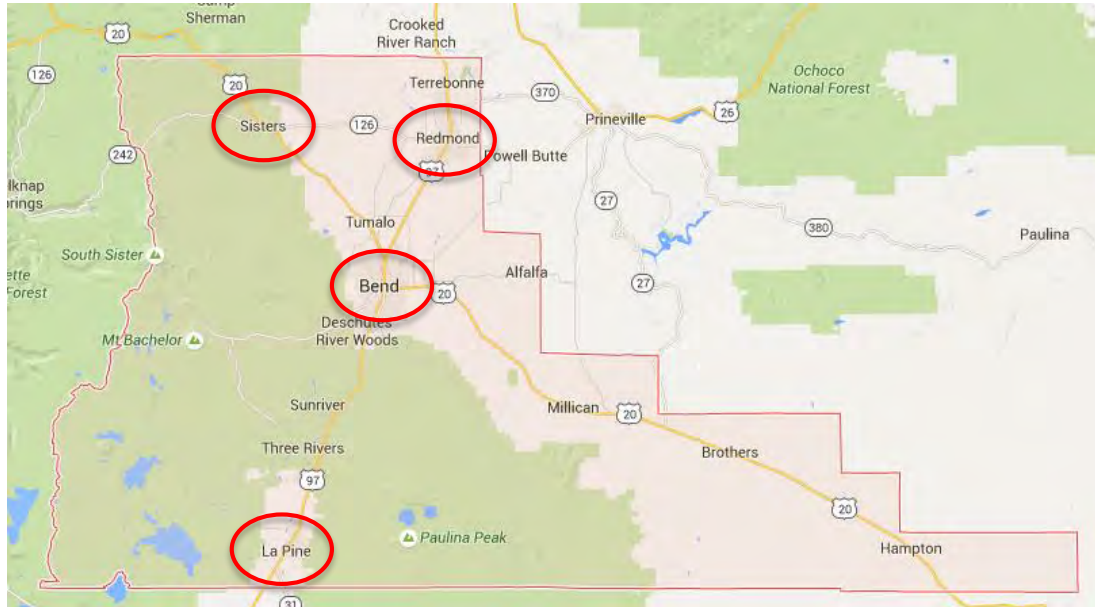 Camp
Sherman
20
126
Crooked
River Ranch
Terrebonne
370
Ochoco
National Forest
20
26
Prineville
Sisters
126
Redmond
Powell Butte
242
97
27
Tumalo
380
Paulina
South Sister
Alfalfa
27
Bend
20
Forest
Deschutes
River Woods
Mt Bachelor
Sunriver
Millican
20
Three Rivers
Brothers
97
20
Paulina Peak
La Pine
Hampton
31